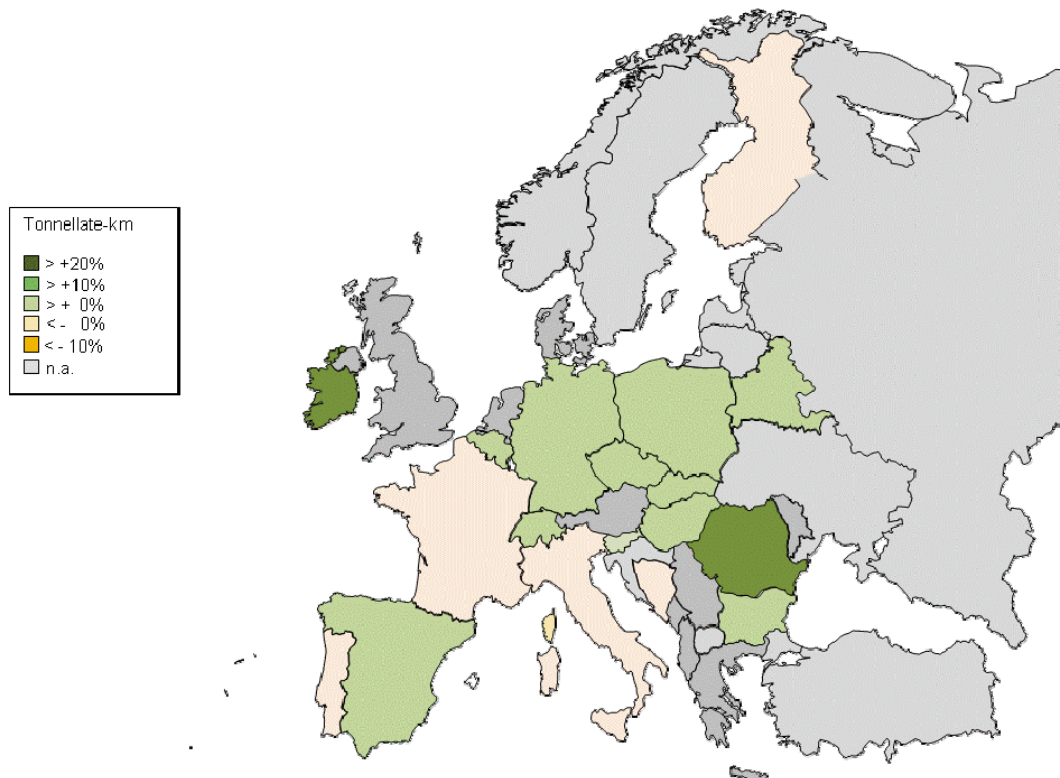 Tonnellate-km
> +20%
> +10%
> + 0%
< - 0%
< - 10%
n.a.